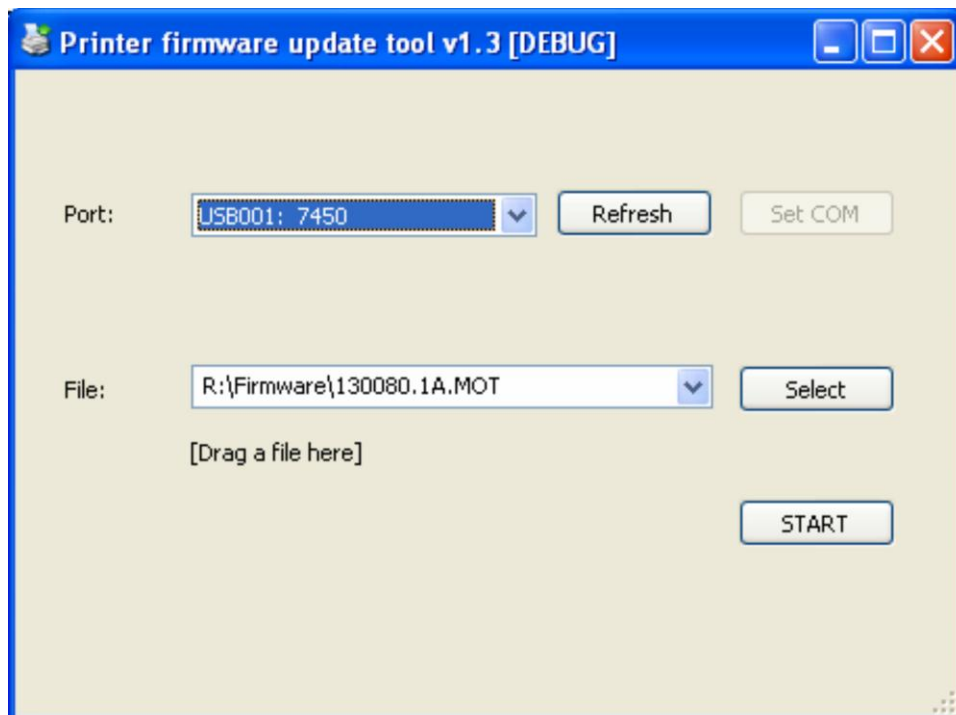 Printer firmware update tool v1.3 [DEBUG]
Port: USB001: 7450 Refresh Set COM
File: R:\Firmware\130080.1A.MOT Select
[Drag a file here]
START